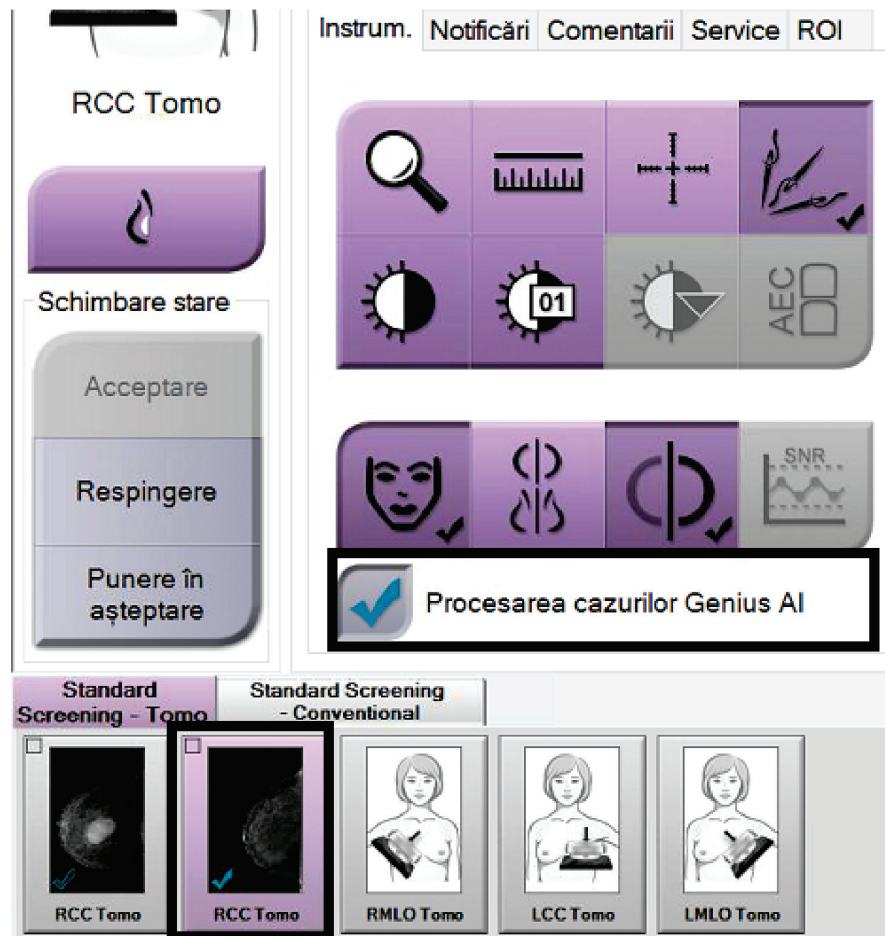 Instrum. Notificări Comentarii Service ROI
RCC Tomo
01
AEC
Schimbare stare
Acceptare
SNR
Respingere
Punere în
așteptare
Procesarea cazurilor Genius AI
Standard
Screening - Tomo
Standard Screening
- Conventional
RCC Tomo
RCC Tomo
RMLO Tomo
LCC Tomo
LMLO Tomo